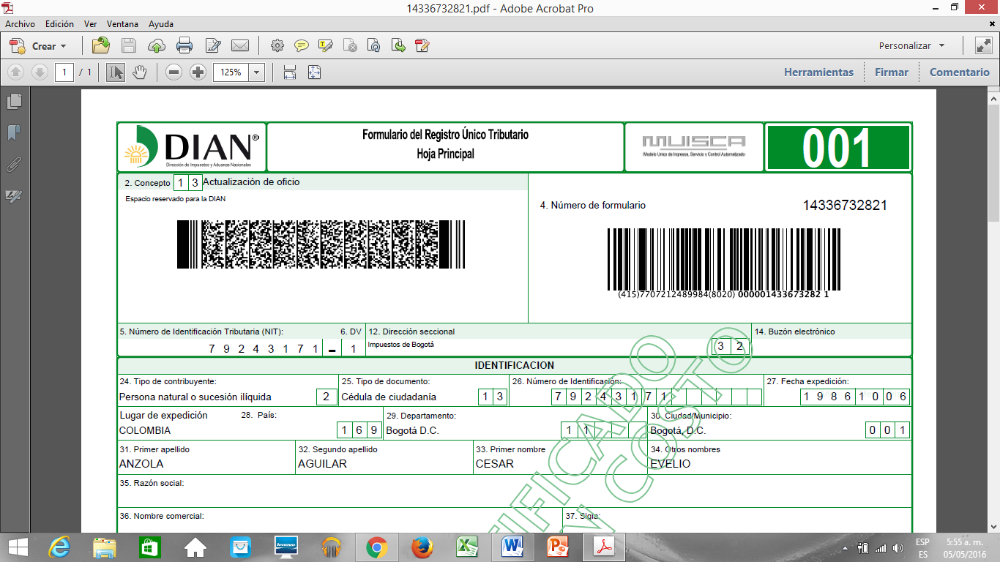 14336732821.pdf - Adobe Acrobat Pro
Archivo Edición Ver Ventana Ayuda
Crear Personalizar
1 / 1 125% Herramientas Firmar Comentario
DIAN®
Dirección de Impuestos y Aduanas Nacionales
Formulario del Registro Único Tributario
Hoja Principal
MUISCA
Modelo Unico de Ingresos, Servicio y Control Automatizado
001
2. Concepto 1 3 Actualización de oficio
Espacio reservado para la DIAN
4. Número de formulario 14336732821
(415)7707212489984(8020) 000001433673282 1
5. Número de Identificación Tributaria (NIT): 6. DV 12. Dirección seccional 14. Buzón electrónico
7 9 2 4 3 1 7 1 - 1 Impuestos de Bogotá 3 2
IDENTIFICACION
24. Tipo de contribuyente: 25. Tipo de documento: 26. Número de Identificación: 27. Fecha expedición:
Persona natural o sucesión ilíquida 2 Cédula de ciudadanía 1 3 7 9 2 4 3 1 7 1 1 9 8 6 1 0 0 6
Lugar de expedición 28. País: 29. Departamento: 30. Ciudad/Municipio:
COLOMBIA 1 6 9 Bogotá D.C. 1 1 Bogotá, D.C. 0 0 1
31. Primer apellido 32. Segundo apellido 33. Primer nombre 34. Otros nombres
ANZOLA AGUILAR CESAR EVELIO
35. Razón social:
36. Nombre comercial: 37. Sigla:
TIFICADO
N COSTO
ESP 5:55 a. m.
ES 05/05/2016